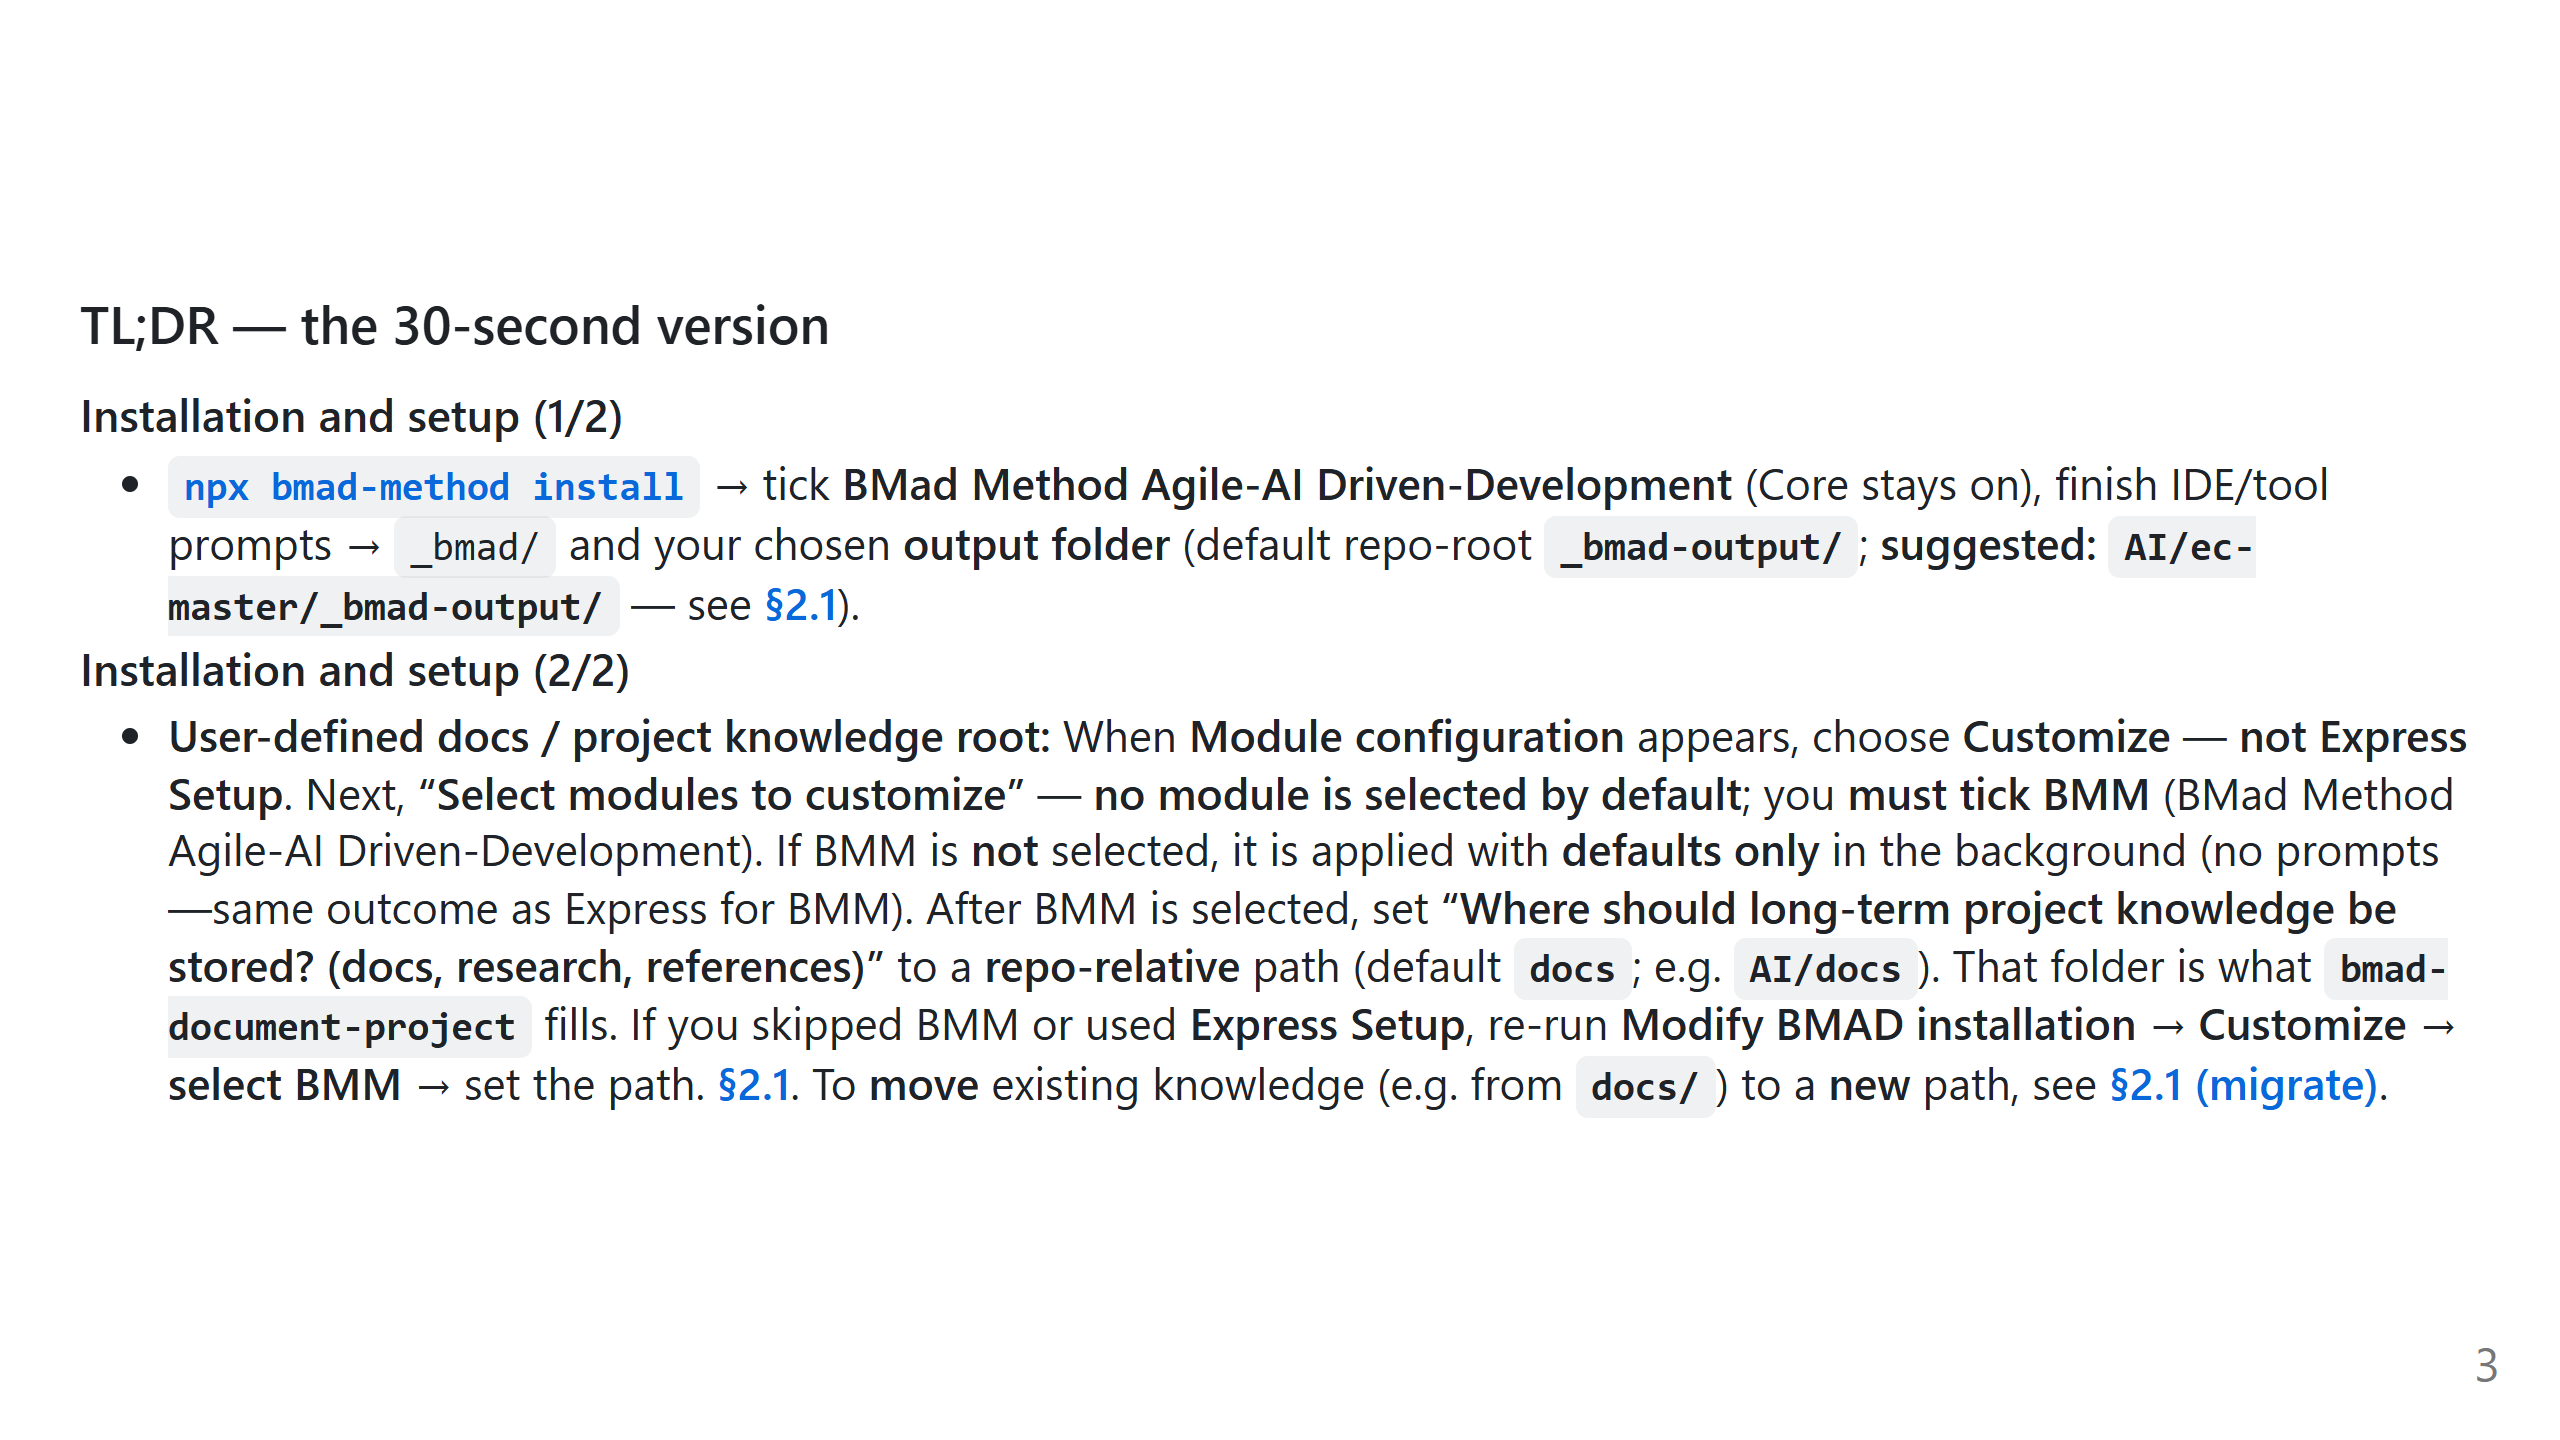 TL;DR — the 30-second version
Installation and setup (1/2)
• npx bmad-method install → tick BMad Method Agile-AI Driven-Development (Core stays on), finish IDE/tool
prompts → _bmad/ and your chosen output folder (default repo-root _bmad-output/; suggested: AI/ec-
master/_bmad-output/ — see §2.1).
Installation and setup (2/2)
• User-defined docs / project knowledge root: When Module configuration appears, choose Customize — not Express
Setup. Next, “Select modules to customize” — no module is selected by default; you must tick BMM (BMad Method
Agile-AI Driven-Development). If BMM is not selected, it is applied with defaults only in the background (no prompts
—same outcome as Express for BMM). After BMM is selected, set “Where should long-term project knowledge be
stored? (docs, research, references)” to a repo-relative path (default docs; e.g. AI/docs). That folder is what bmad-
document-project fills. If you skipped BMM or used Express Setup, re-run Modify BMAD installation → Customize →
select BMM → set the path. §2.1. To move existing knowledge (e.g. from docs/) to a new path, see §2.1 (migrate).
3